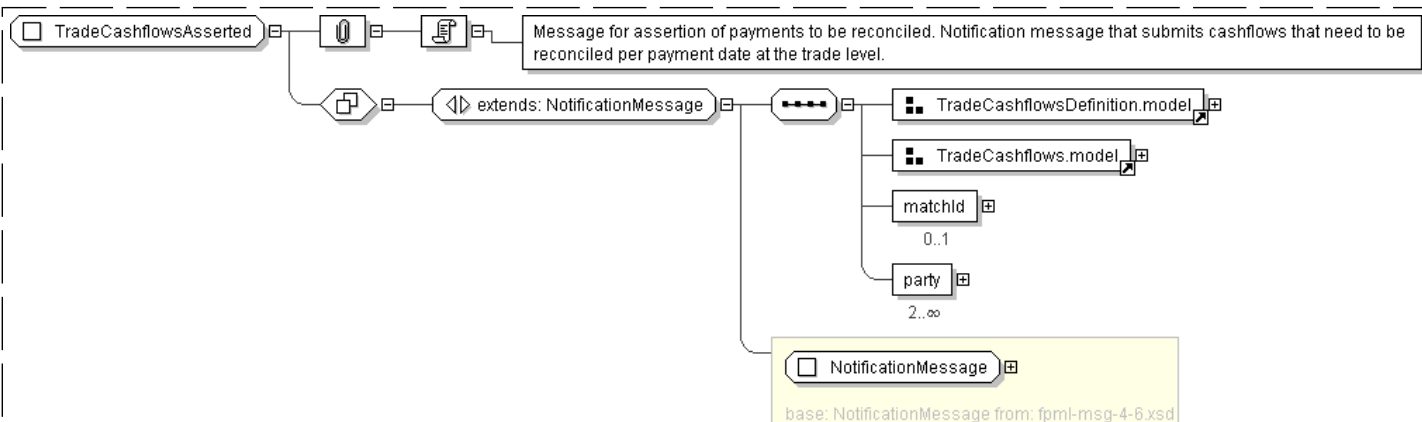 TradeCashflowsAsserted
Message for assertion of payments to be reconciled. Notification message that submits cashflows that need to be
reconciled per payment date at the trade level.
extends: NotificationMessage
TradeCashflowsDefinition.model
TradeCashflows.model
matchId
0..1
party
2..∞
NotificationMessage
base: NotificationMessage from: fpml-msg-4-6.xsd